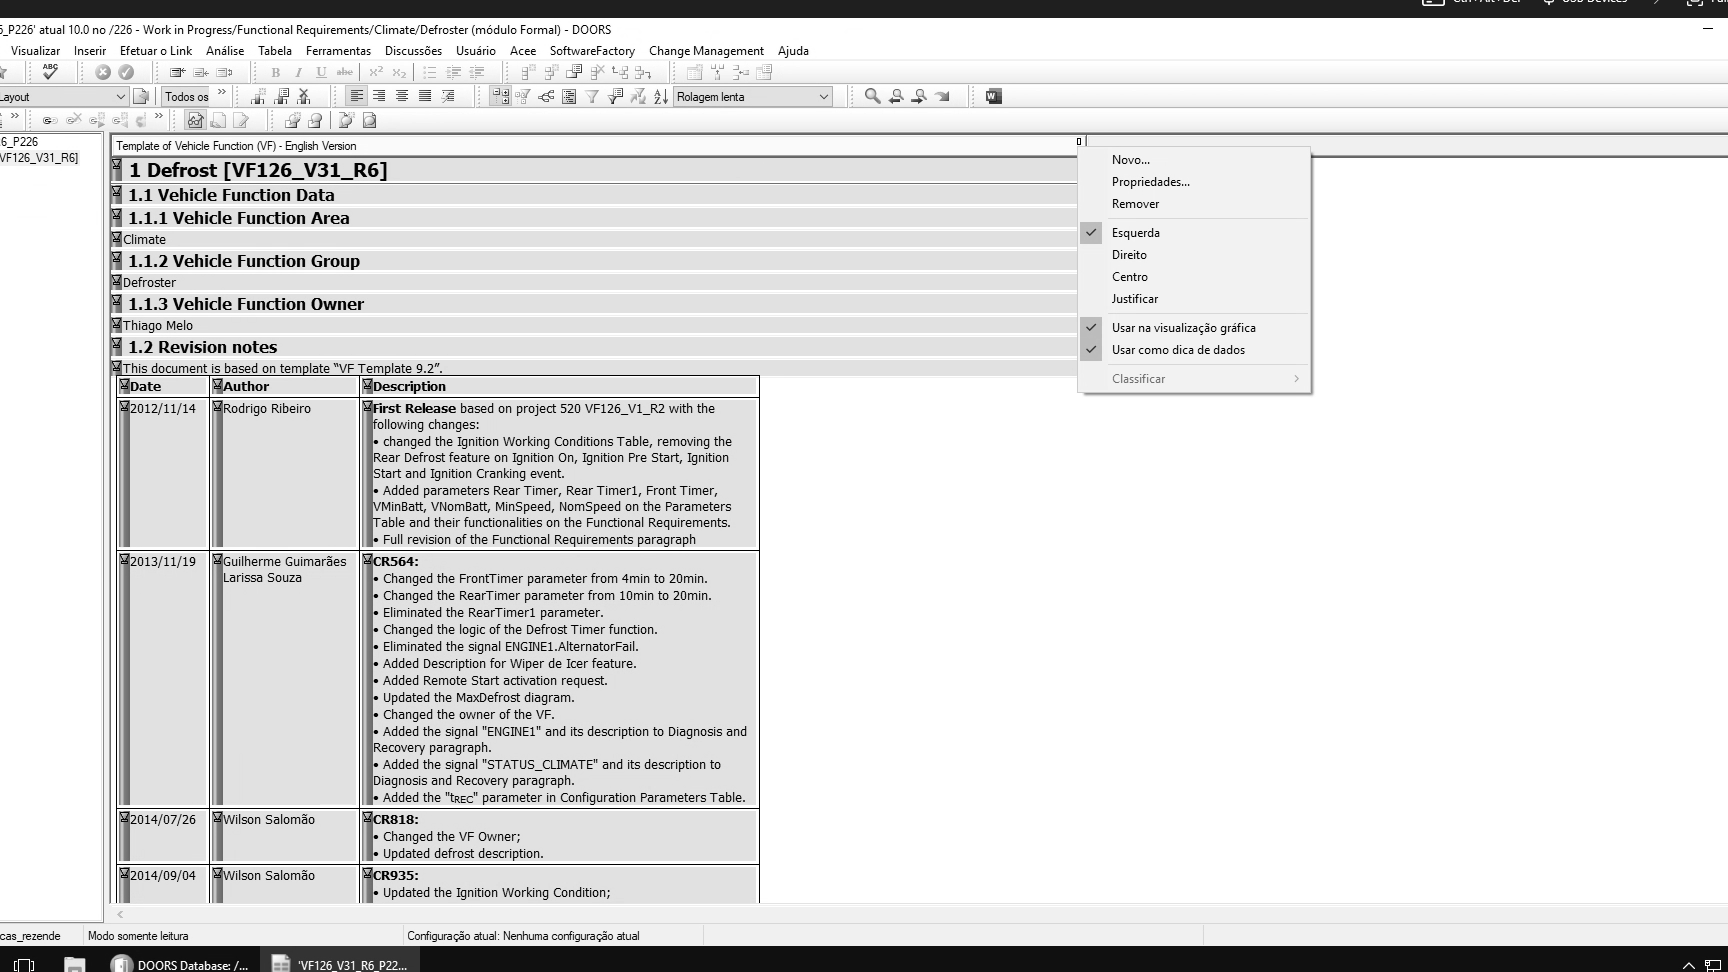 6_P226' atual 10.0 no /226 - Work in Progress/Functional Requirements/Climate/Defroster (módulo Formal) - DOORS
Visualizar Inserir Efetuar o Link Análise Tabela Ferramentas Discussões Usuário Acee SoftwareFactory Change Management Ajuda
B I U abc x² x₂
Layout Todos os » Rolagem lenta
» »
6_P226
VF126_V31_R6]
Template of Vehicle Function (VF) - English Version
1 Defrost [VF126_V31_R6]
1.1 Vehicle Function Data
1.1.1 Vehicle Function Area
Climate
1.1.2 Vehicle Function Group
Defroster
1.1.3 Vehicle Function Owner
Thiago Melo
1.2 Revision notes
This document is based on template “VF Template 9.2”.
Date Author Description
2012/11/14 Rodrigo Ribeiro First Release based on project 520 VF126_V1_R2 with the
following changes:
• changed the Ignition Working Conditions Table, removing the
Rear Defrost feature on Ignition On, Ignition Pre Start, Ignition
Start and Ignition Cranking event.
• Added parameters Rear Timer, Rear Timer1, Front Timer,
VMinBatt, VNomBatt, MinSpeed, NomSpeed on the Parameters
Table and their functionalities on the Functional Requirements.
• Full revision of the Functional Requirements paragraph
2013/11/19 Guilherme Guimarães CR564:
Larissa Souza • Changed the FrontTimer parameter from 4min to 20min.
• Changed the RearTimer parameter from 10min to 20min.
• Eliminated the RearTimer1 parameter.
• Changed the logic of the Defrost Timer function.
• Eliminated the signal ENGINE1.AlternatorFail.
• Added Description for Wiper de Icer feature.
• Added Remote Start activation request.
• Updated the MaxDefrost diagram.
• Changed the owner of the VF.
• Added the signal "ENGINE1" and its description to Diagnosis and
Recovery paragraph.
• Added the signal "STATUS_CLIMATE" and its description to
Diagnosis and Recovery paragraph.
• Added the "tREC" parameter in Configuration Parameters Table.
2014/07/26 Wilson Salomão CR818:
• Changed the VF Owner;
• Updated defrost description.
2014/09/04 Wilson Salomão CR935:
• Updated the Ignition Working Condition;
Novo...
Propriedades...
Remover
Esquerda
Direito
Centro
Justificar
Usar na visualização gráfica
Usar como dica de dados
Classificar
cas_rezende Modo somente leitura Configuração atual: Nenhuma configuração atual
DOORS Database: /... 'VF126_V31_R6_P22...